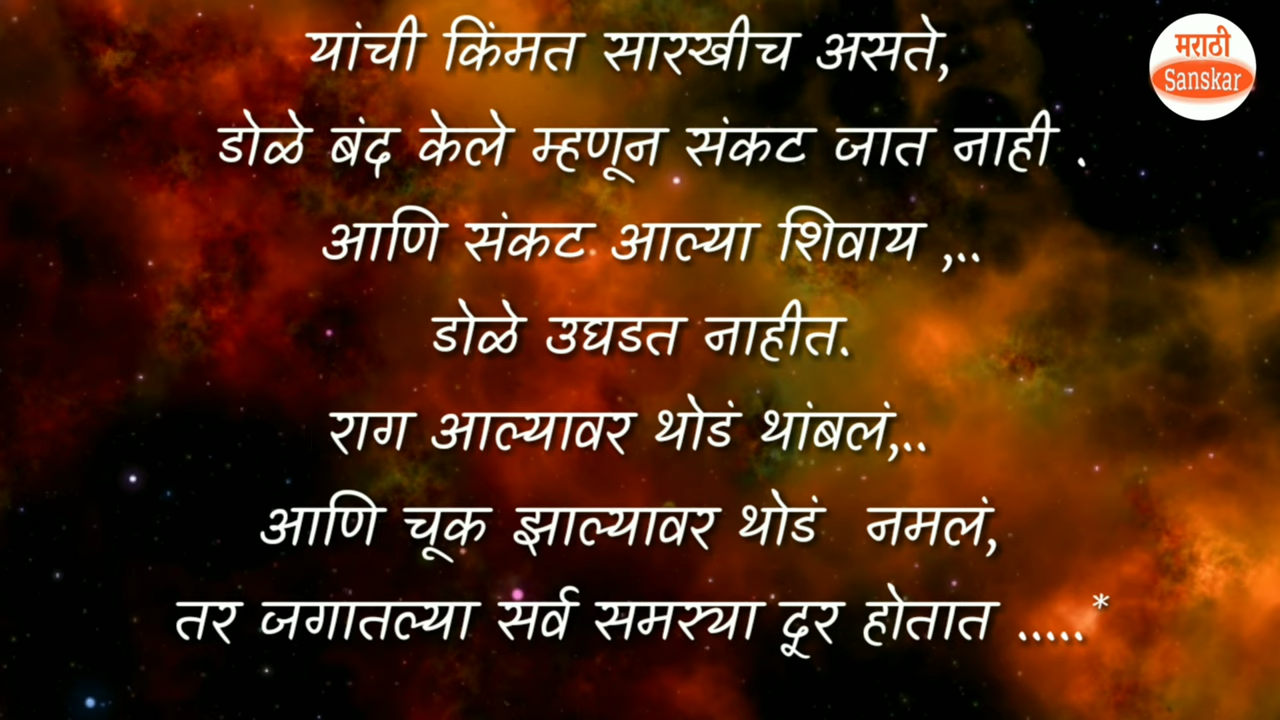 यांची किंमत सारखीच असते,
मराठी
Sanskar
डोळे बंद केले म्हणून संकट जात नाही .
आणि संकट आल्या शिवाय ,..
डोळे उघडत नाहीत.
राग आल्यावर थोडं थांबलं,..
आणि चूक झाल्यावर थोडं नमलं,
तर जगातल्या सर्व समस्या दूर होतात .....*